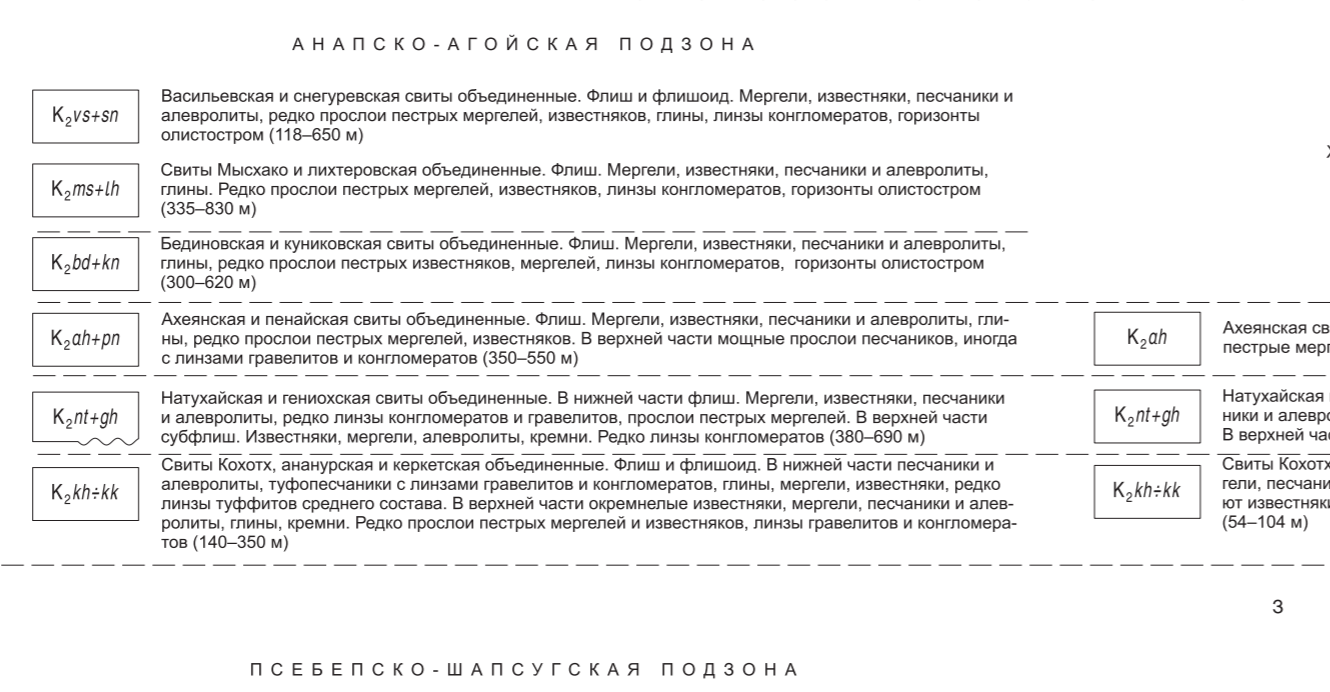 АНАПСКО-АГОЙСКАЯ ПОДЗОНА
K₂vs+sn
Васильевская и снегуревская свиты объединенные. Флиш и флишоид. Мергели, известняки, песчаники и
алевролиты, редко прослои пестрых мергелей, известняков, глины, линзы конгломератов, горизонты
олистостром (118–650 м)
K₂ms+lh
Свиты Мысхако и лихтеровская объединенные. Флиш. Мергели, известняки, песчаники и алевролиты,
глины. Редко прослои пестрых мергелей, известняков, линзы конгломератов, горизонты олистостром
(335–830 м)
K₂bd+kn
Бединовская и куниковская свиты объединенные. Флиш. Мергели, известняки, песчаники и алевролиты,
глины, редко прослои пестрых известняков, мергелей, линзы конгломератов, горизонты олистостром
(300–620 м)
K₂ah+pn
Ахеянская и пенайская свиты объединенные. Флиш. Мергели, известняки, песчаники и алевролиты, гли-
ны, редко прослои пестрых мергелей, известняков. В верхней части мощные прослои песчаников, иногда
с линзами гравелитов и конгломератов (350–550 м)
K₂nt+gh
Натухайская и гениохская свиты объединенные. В нижней части флиш. Мергели, известняки, песчаники
и алевролиты, редко линзы конгломератов и гравелитов, прослои пестрых мергелей. В верхней части
субфлиш. Известняки, мергели, алевролиты, кремни. Редко линзы конгломератов (380–690 м)
K₂kh÷kk
Свиты Кохотх, ананурская и керкетская объединенные. Флиш и флишоид. В нижней части песчаники и
алевролиты, туфопесчаники с линзами гравелитов и конгломератов, глины, мергели, известняки, редко
линзы туффитов среднего состава. В верхней части окремнелые известняки, мергели, песчаники и алев-
ролиты, глины, кремни. Редко прослои пестрых мергелей и известняков, линзы гравелитов и конгломера-
тов (140–350 м)
K₂ah
Ахеянская св
пестрые мерг
K₂nt+gh
Натухайская
ники и алевро
В верхней час
K₂kh÷kk
Свиты Кохотх
гели, песчани
ют известняки
(54–104 м)
3
ПСЕБЕПСКО-ШАПСУГСКАЯ ПОДЗОНА